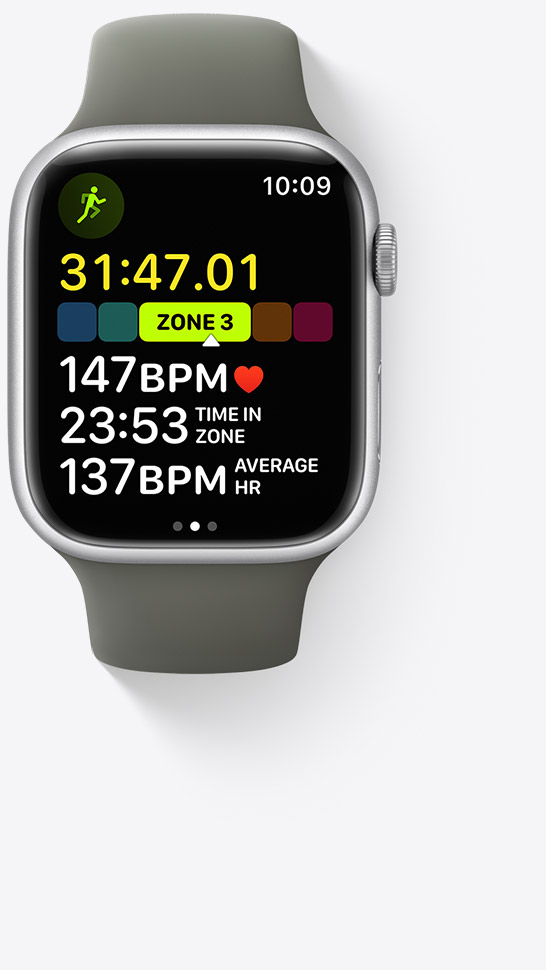 10:09
31:47.01
ZONE 3
147BPM
23:53 TIME IN
ZONE
137BPM AVERAGE
HR